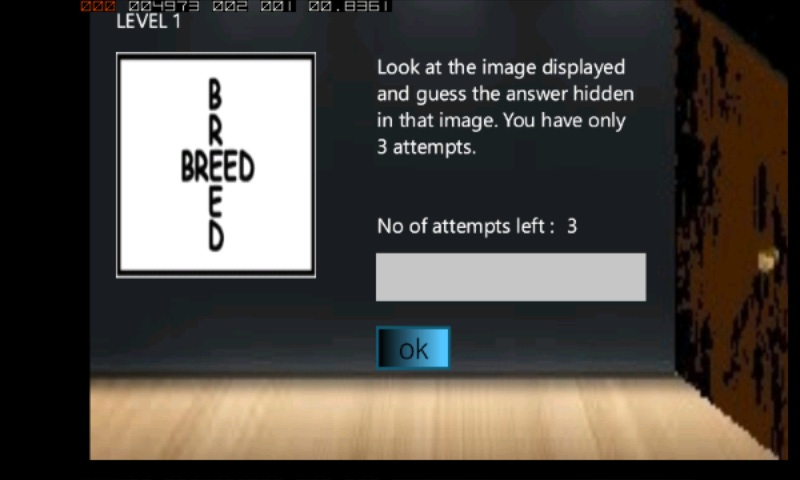 000 004973 002 001 00.8361
LEVEL 1
B
R
BREED
E
D
Look at the image displayed
and guess the answer hidden
in that image. You have only
3 attempts.
No of attempts left : 3
ok